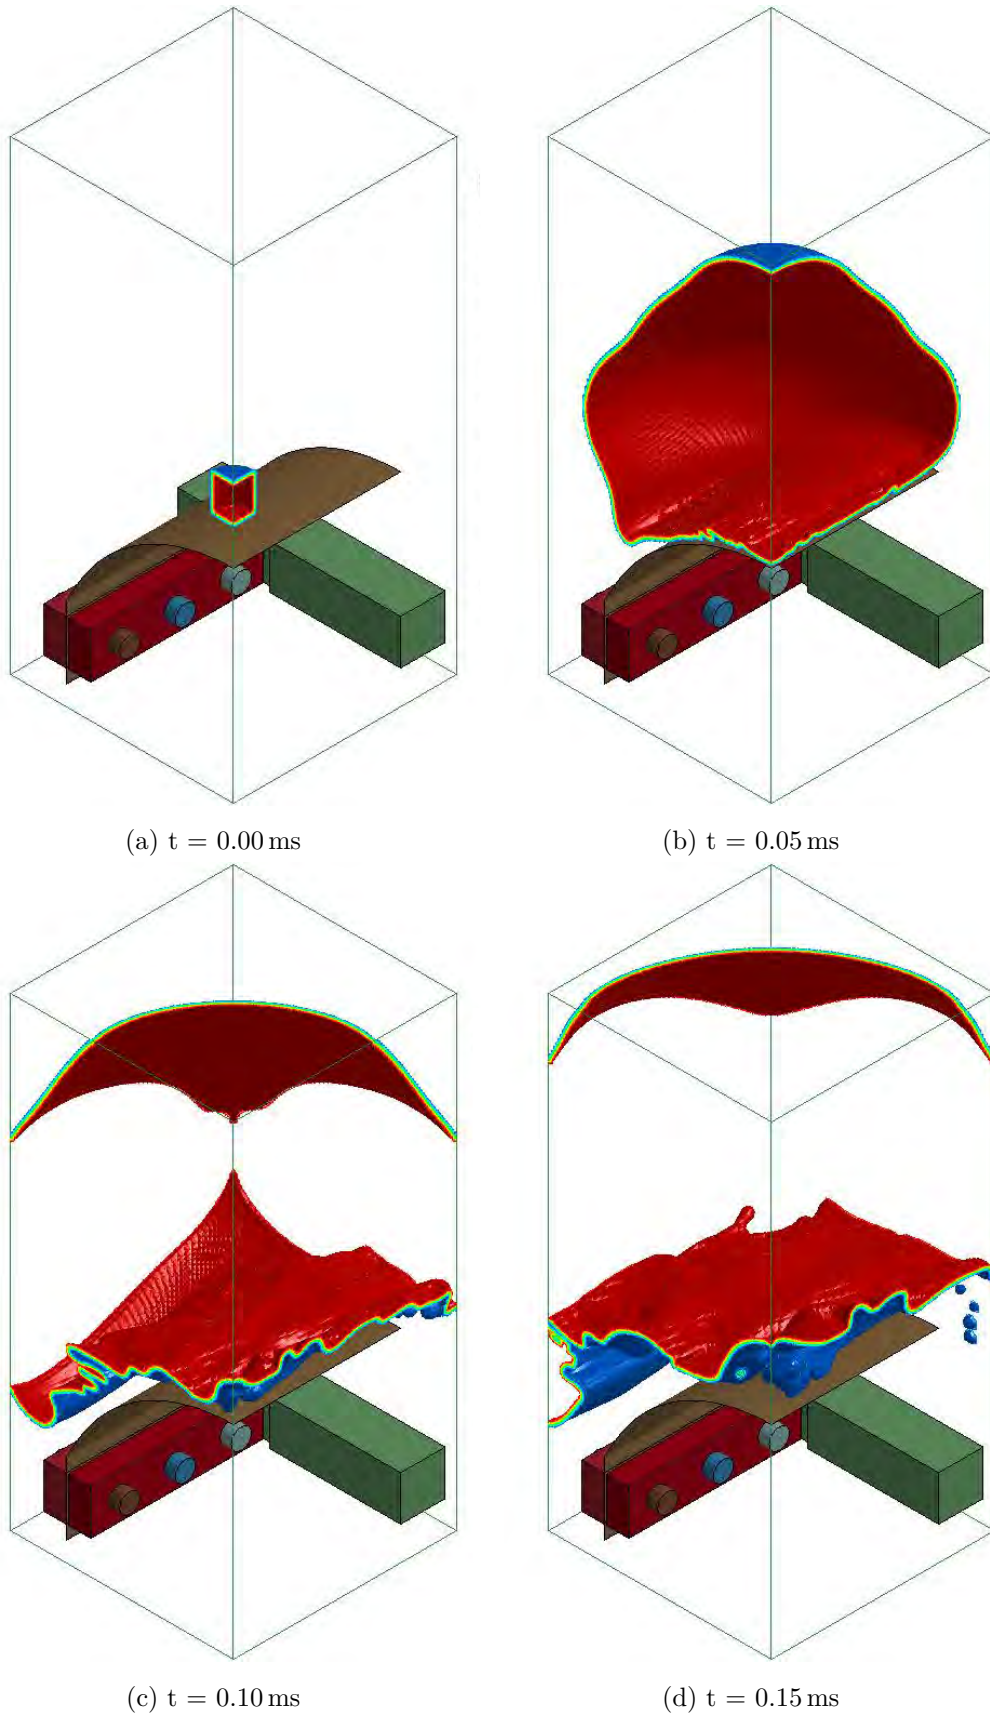 (a) t = 0.00 ms
(b) t = 0.05 ms
(c) t = 0.10 ms
(d) t = 0.15 ms